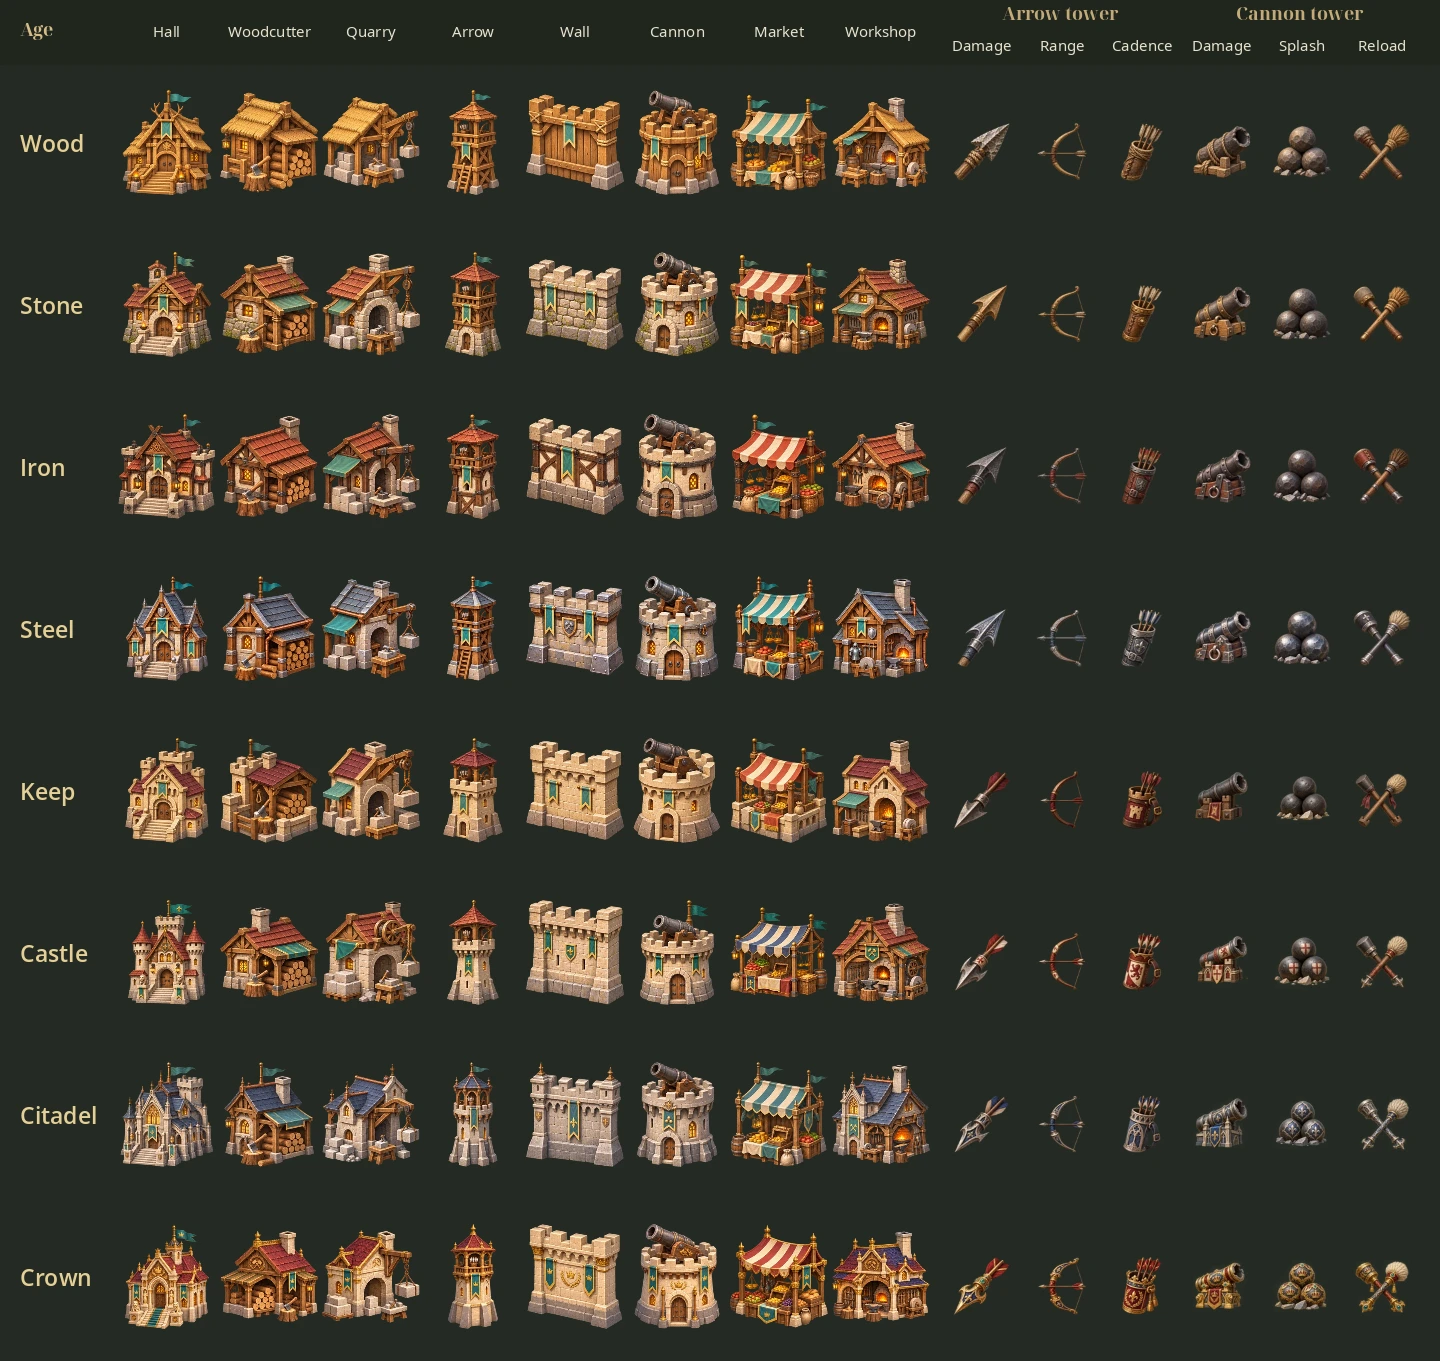 Arrow tower Cannon tower
Age Hall Woodcutter Quarry Arrow Wall Cannon Market Workshop
Damage Range Cadence Damage Splash Reload
Wood
Stone
Iron
Steel
Keep
Castle
Citadel
Crown